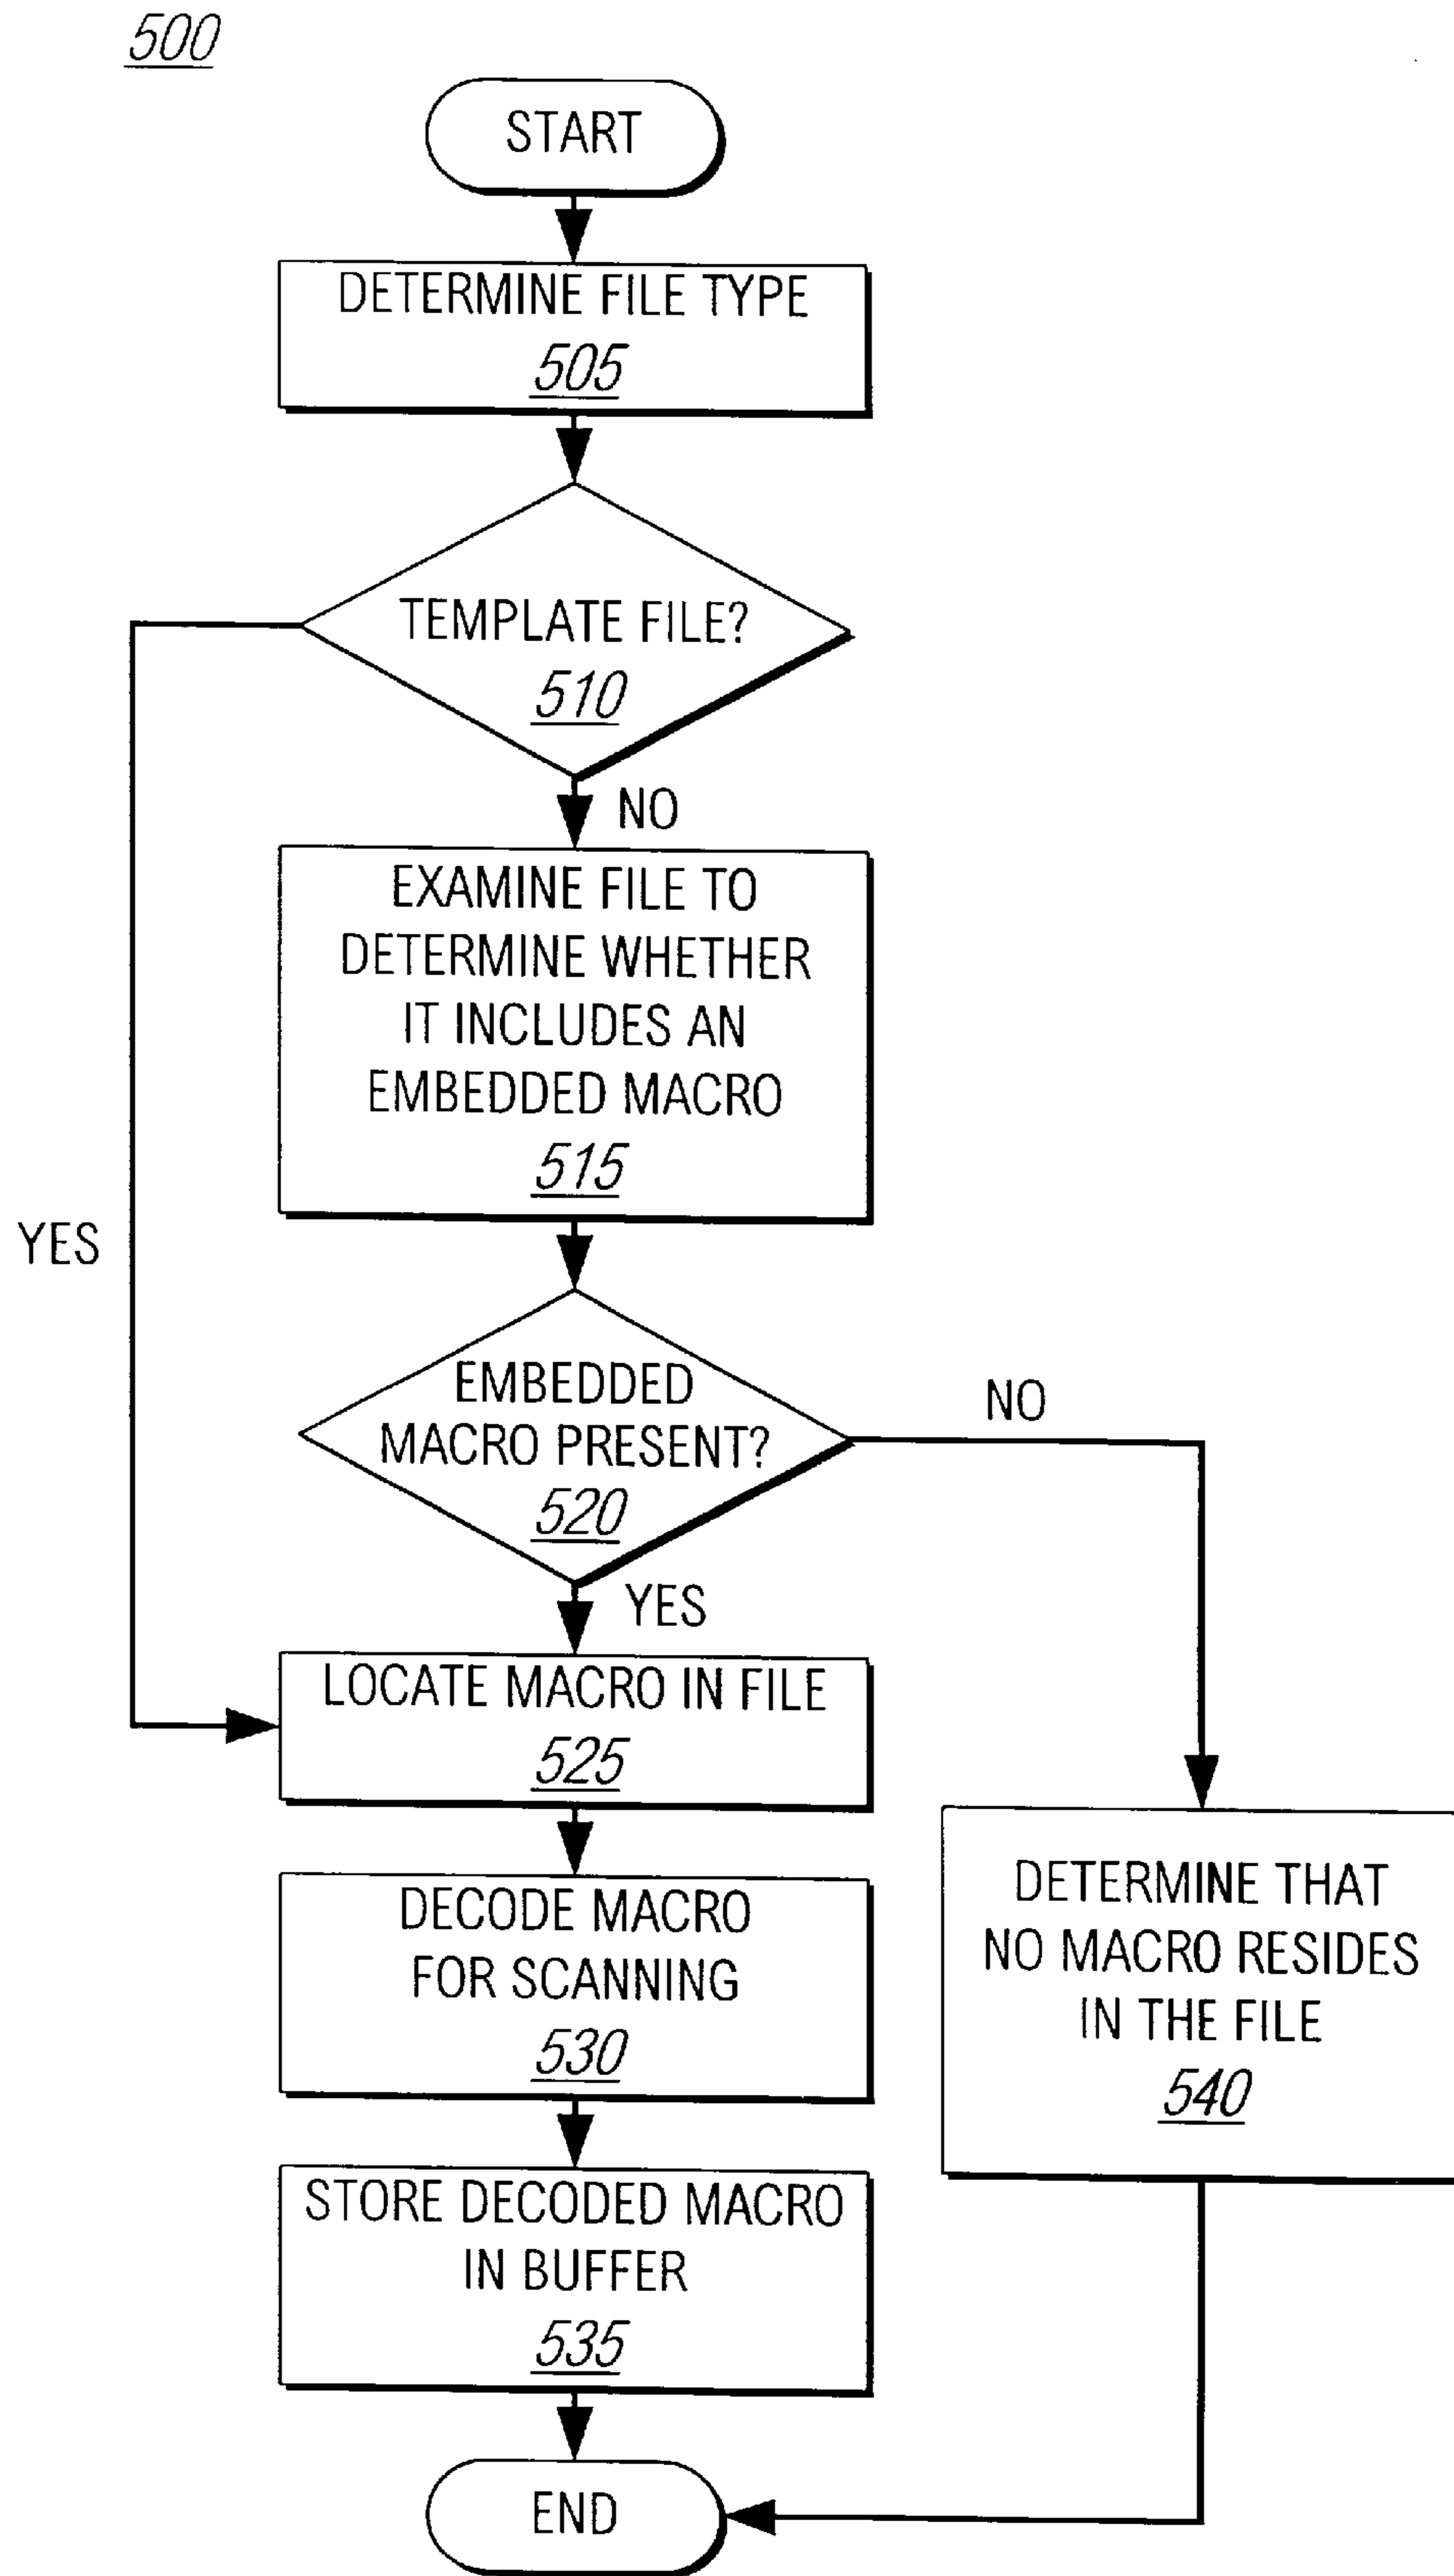 500
START
DETERMINE FILE TYPE
505
TEMPLATE FILE?
510
NO
EXAMINE FILE TO
DETERMINE WHETHER
IT INCLUDES AN
EMBEDDED MACRO
515
YES
EMBEDDED
MACRO PRESENT?
520
NO
YES
LOCATE MACRO IN FILE
525
DECODE MACRO
FOR SCANNING
530
DETERMINE THAT
NO MACRO RESIDES
IN THE FILE
540
STORE DECODED MACRO
IN BUFFER
535
END